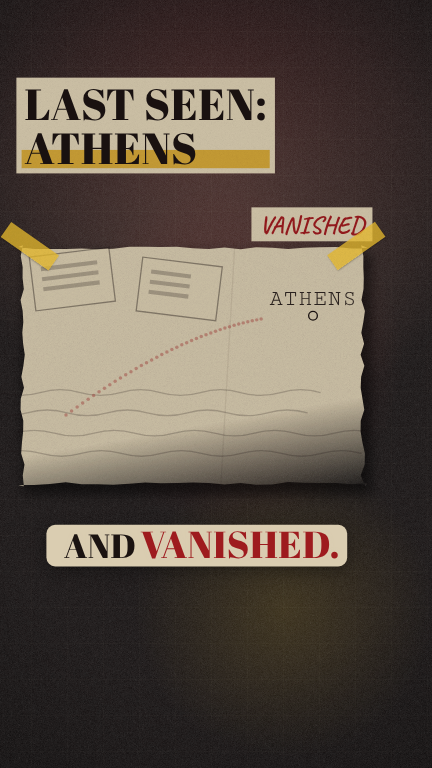 LAST SEEN:
ATHENS
VANISHED
ATHENS
AND VANISHED.